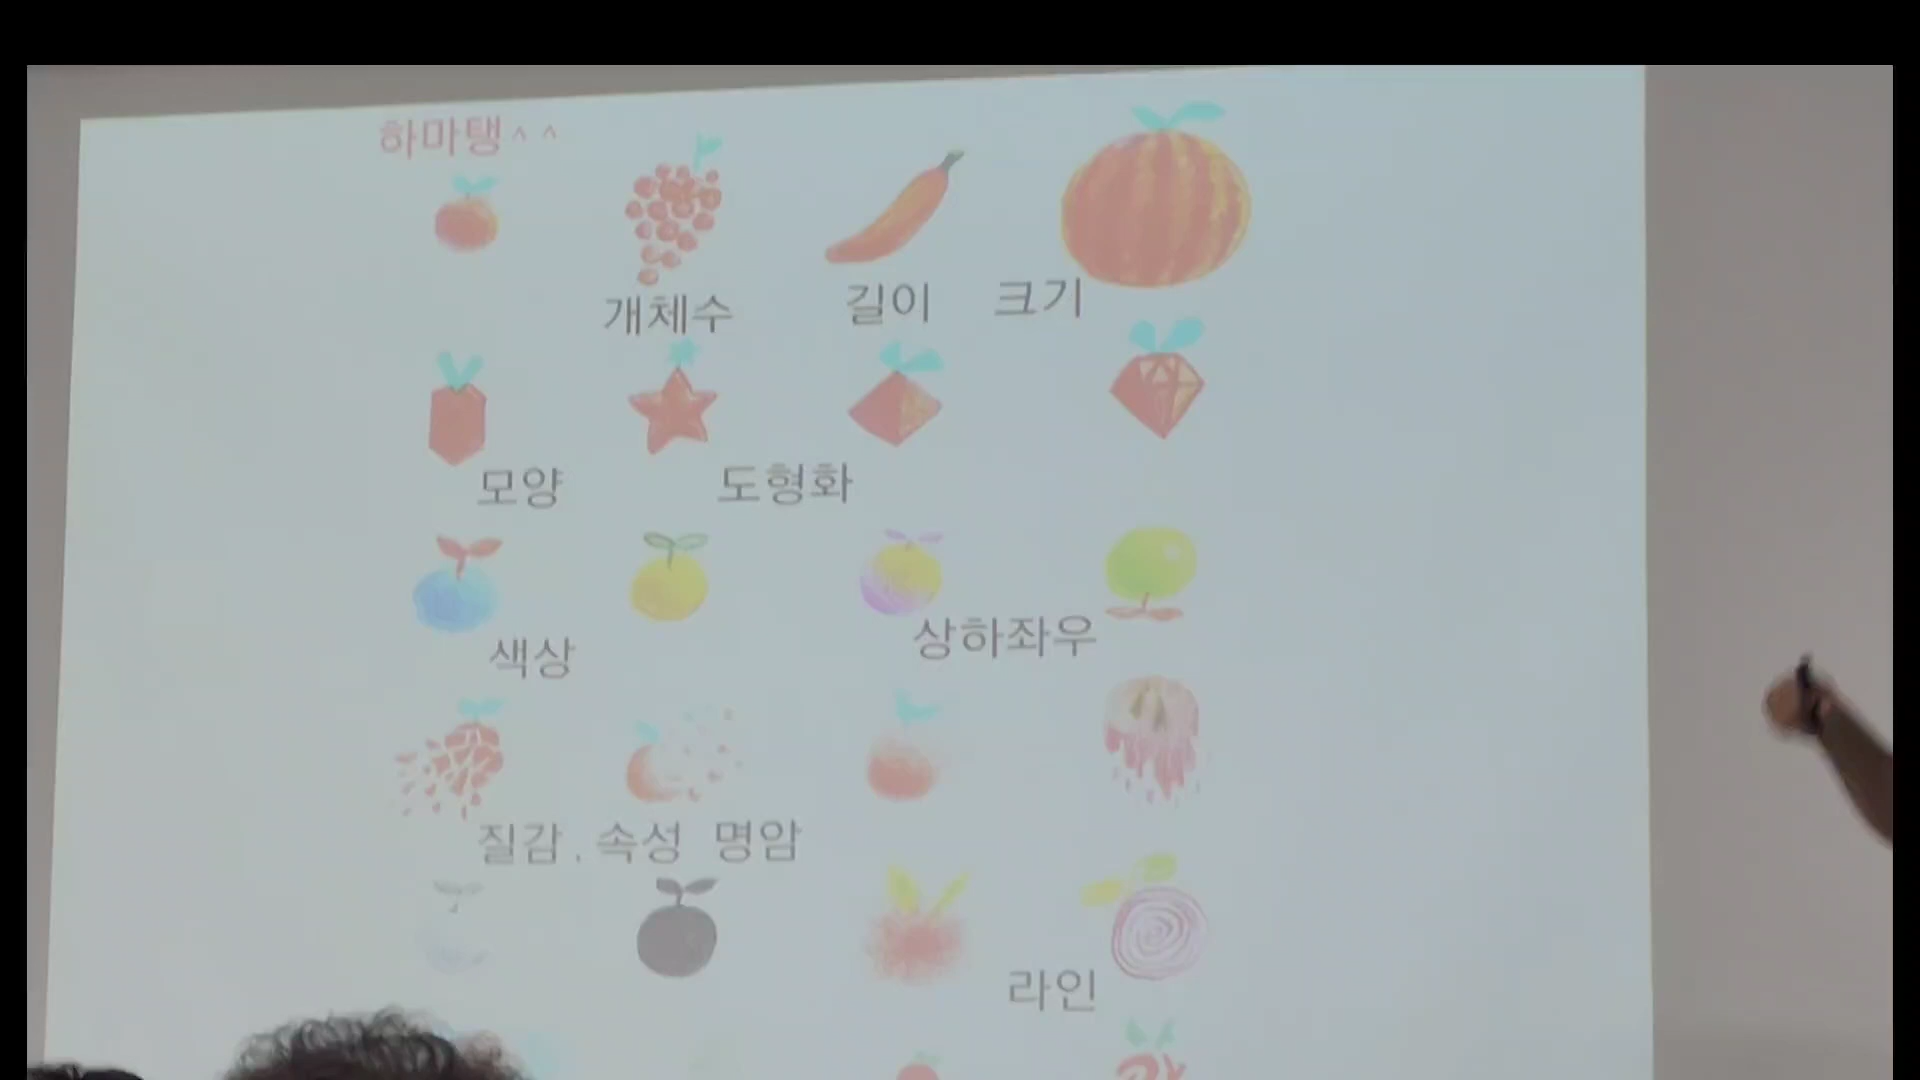 하마탱^^
개체수 길이 크기
모양 도형화
색상 상하좌우
질감. 속성 명암
라인